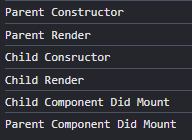 Parent Constructor
Parent Render
Child Consructor
Child Render
Child Component Did Mount
Parent Component Did Mount